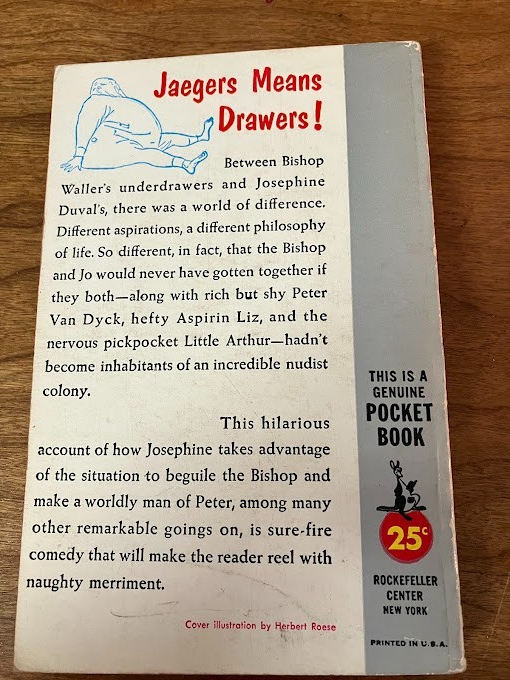 Jaegers Means
Drawers!
Between Bishop
Waller's underdrawers and Josephine
Duval's, there was a world of difference.
Different aspirations, a different philosophy
of life. So different, in fact, that the Bishop
and Jo would never have gotten together if
they both—along with rich but shy Peter
Van Dyck, hefty Aspirin Liz, and the
nervous pickpocket Little Arthur—hadn't
become inhabitants of an incredible nudist
colony.
This hilarious
account of how Josephine takes advantage
of the situation to beguile the Bishop and
make a worldly man of Peter, among many
other remarkable goings on, is sure-fire
comedy that will make the reader reel with
naughty merriment.
Cover illustration by Herbert Roese
THIS IS A
GENUINE
POCKET
BOOK
25c
ROCKEFELLER
CENTER
NEW YORK
PRINTED IN U.S.A.